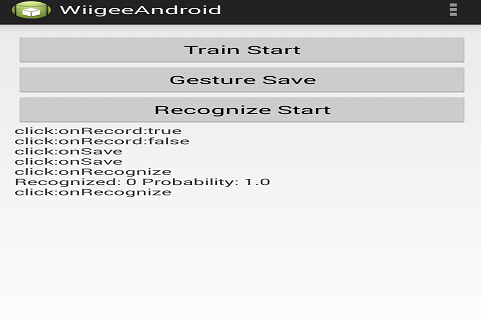 WiigeeAndroid
Train Start
Gesture Save
Recognize Start
click:onRecord:true
click:onRecord:false
click:onSave
click:onSave
click:onRecognize
Recognized: 0 Probability: 1.0
click:onRecognize